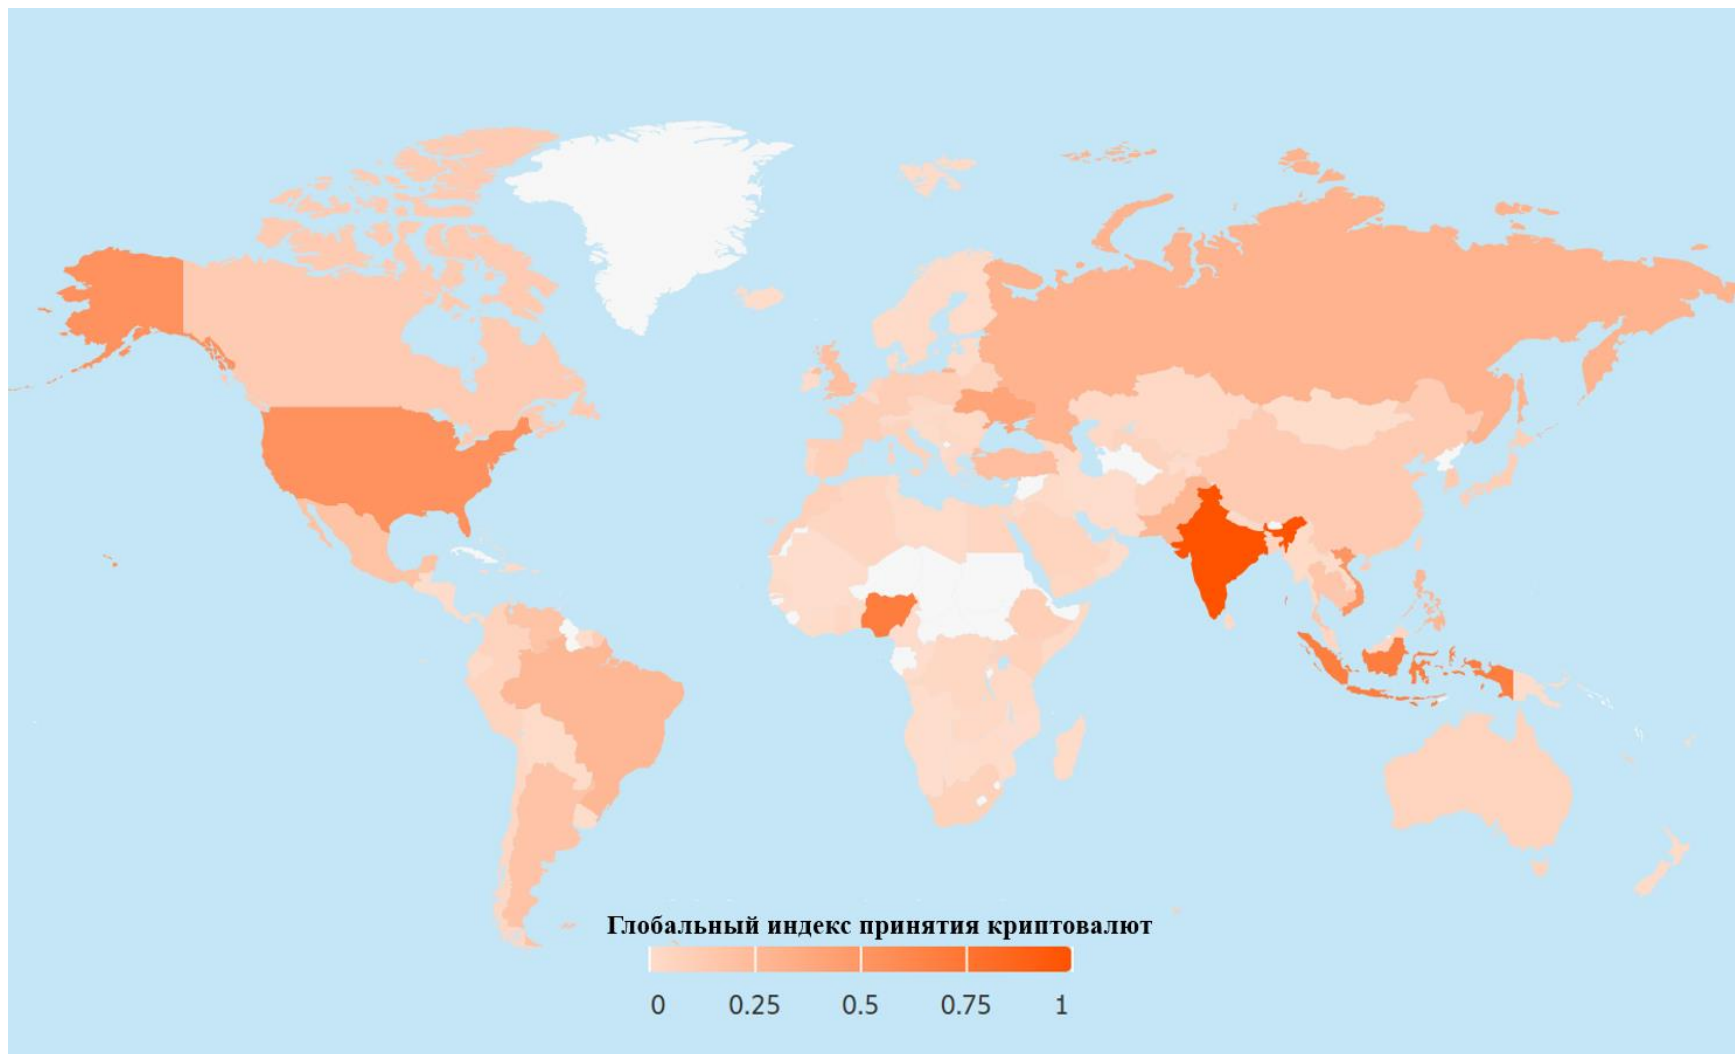 Глобальный индекс принятия криптовалют
0 0.25 0.5 0.75 1